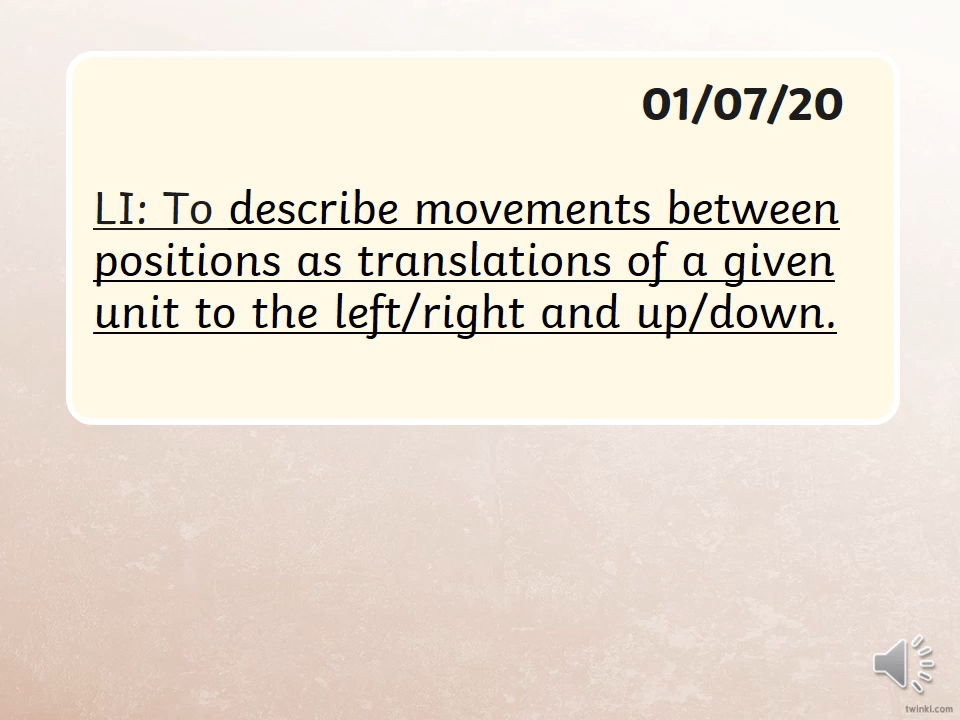 01/07/20
LI: To describe movements between
positions as translations of a given
unit to the left/right and up/down.
twinkl.com